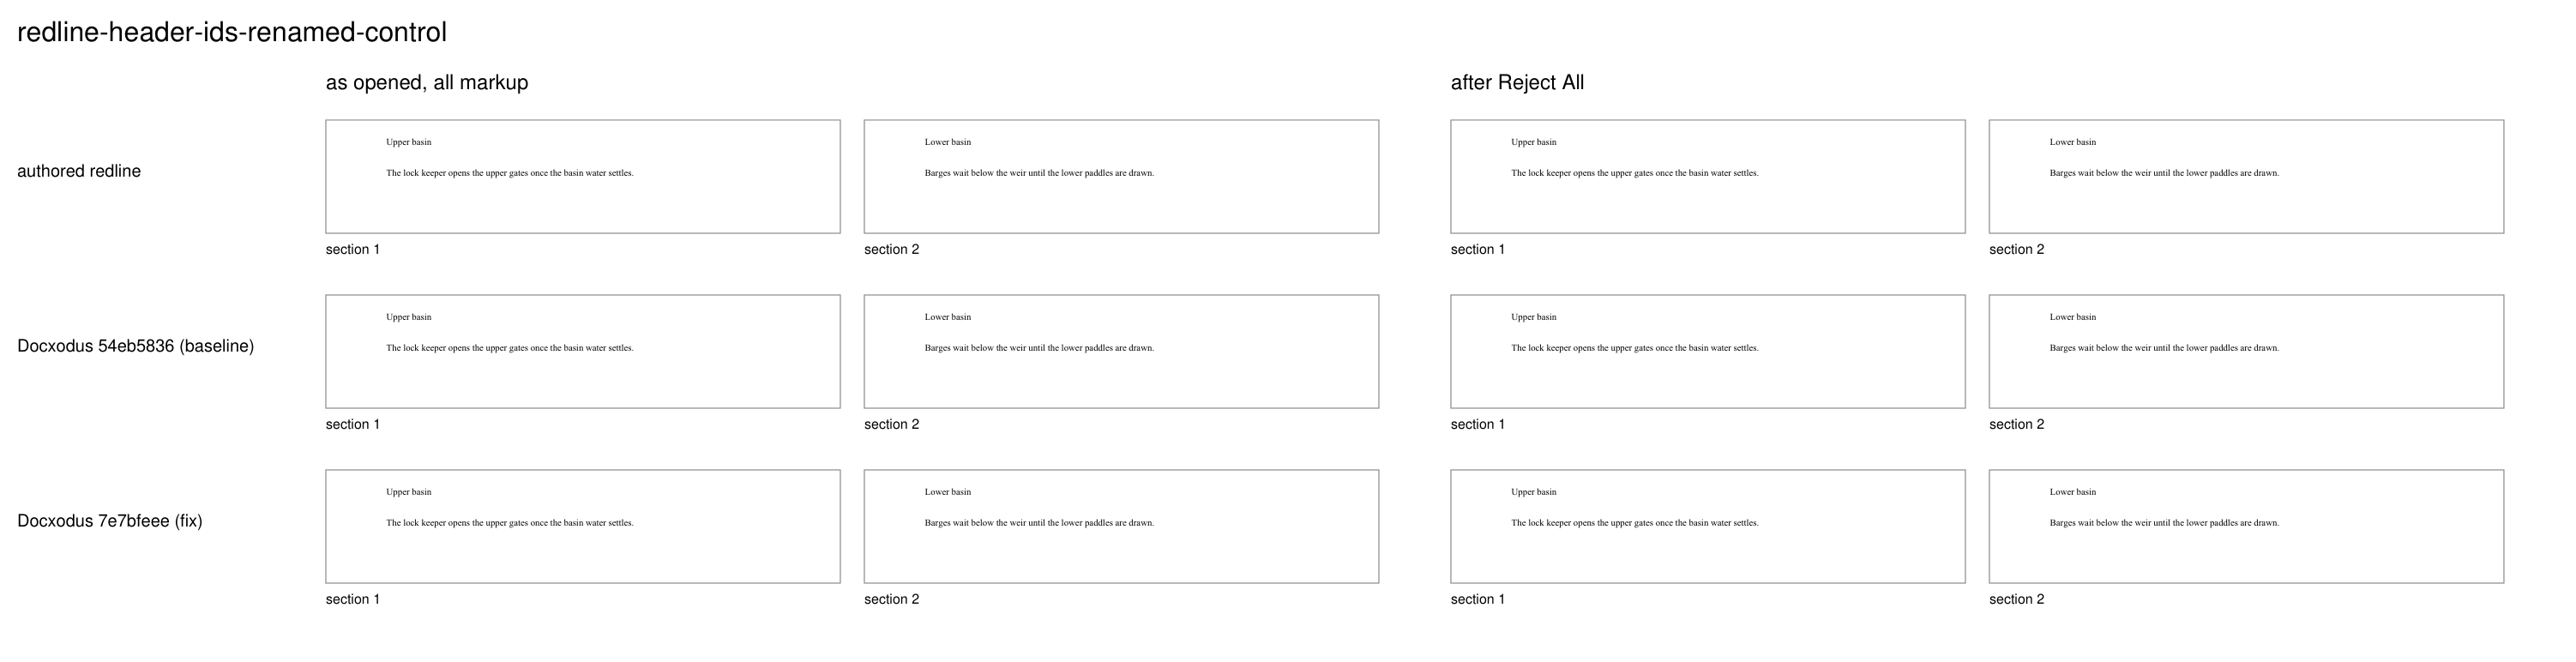 redline-header-ids-renamed-control
as opened, all markup
after Reject All
authored redline
Upper basin
The lock keeper opens the upper gates once the basin water settles.
section 1
Lower basin
Barges wait below the weir until the lower paddles are drawn.
section 2
Upper basin
The lock keeper opens the upper gates once the basin water settles.
section 1
Lower basin
Barges wait below the weir until the lower paddles are drawn.
section 2
Docxodus 54eb5836 (baseline)
Upper basin
The lock keeper opens the upper gates once the basin water settles.
section 1
Lower basin
Barges wait below the weir until the lower paddles are drawn.
section 2
Upper basin
The lock keeper opens the upper gates once the basin water settles.
section 1
Lower basin
Barges wait below the weir until the lower paddles are drawn.
section 2
Docxodus 7e7bfeee (fix)
Upper basin
The lock keeper opens the upper gates once the basin water settles.
section 1
Lower basin
Barges wait below the weir until the lower paddles are drawn.
section 2
Upper basin
The lock keeper opens the upper gates once the basin water settles.
section 1
Lower basin
Barges wait below the weir until the lower paddles are drawn.
section 2